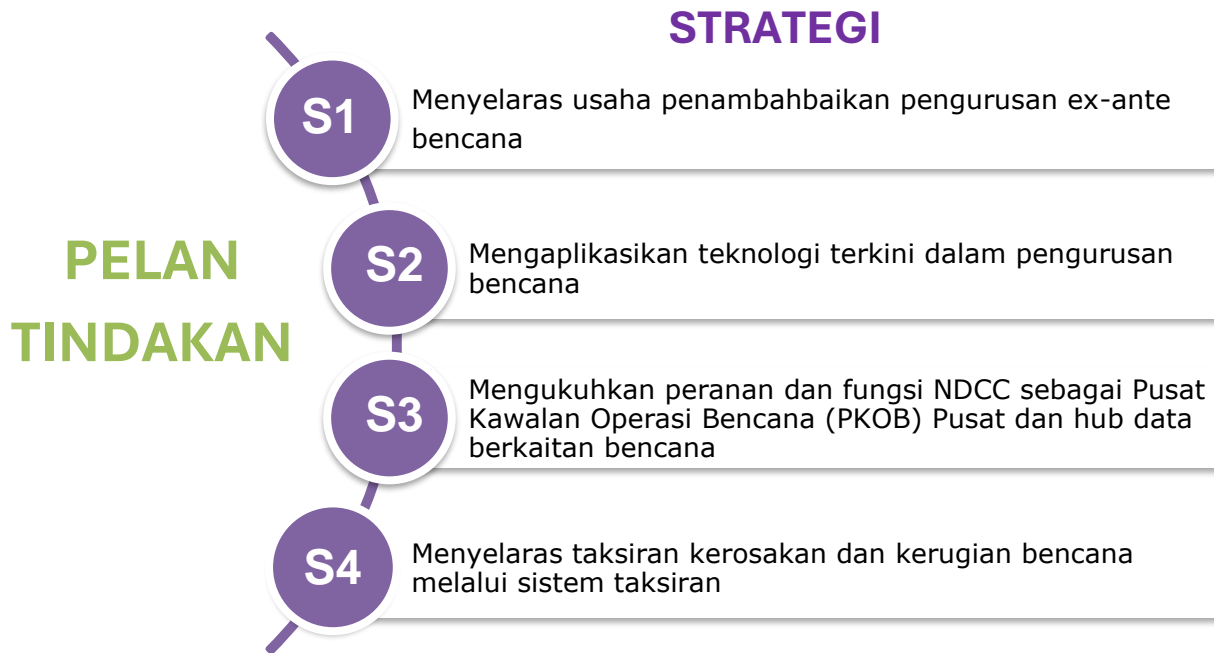 STRATEGI
PELAN
TINDAKAN
S1
Menyelaras usaha penambahbaikan pengurusan ex-ante
bencana
S2
Mengaplikasikan teknologi terkini dalam pengurusan
bencana
S3
Mengukuhkan peranan dan fungsi NDCC sebagai Pusat
Kawalan Operasi Bencana (PKOB) Pusat dan hub data
berkaitan bencana
S4
Menyelaras taksiran kerosakan dan kerugian bencana
melalui sistem taksiran